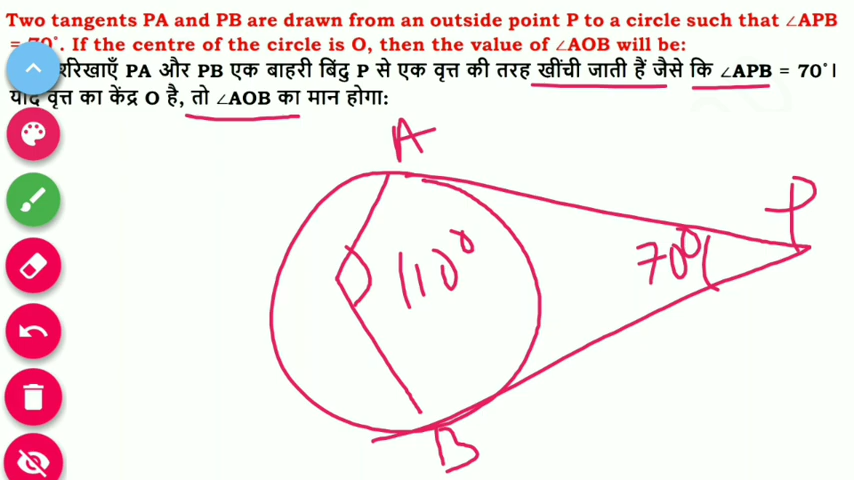 Two tangents PA and PB are drawn from an outside point P to a circle such that ∠APB
= 70°. If the centre of the circle is O, then the value of ∠AOB will be:
रेखाएँ PA और PB एक बाहरी बिंदु P से एक वृत्त की तरह खींची जाती हैं जैसे कि ∠APB = 70°।
यदि वृत्त का केंद्र O है, तो ∠AOB का मान होगा:
A
P
110°
70°
B